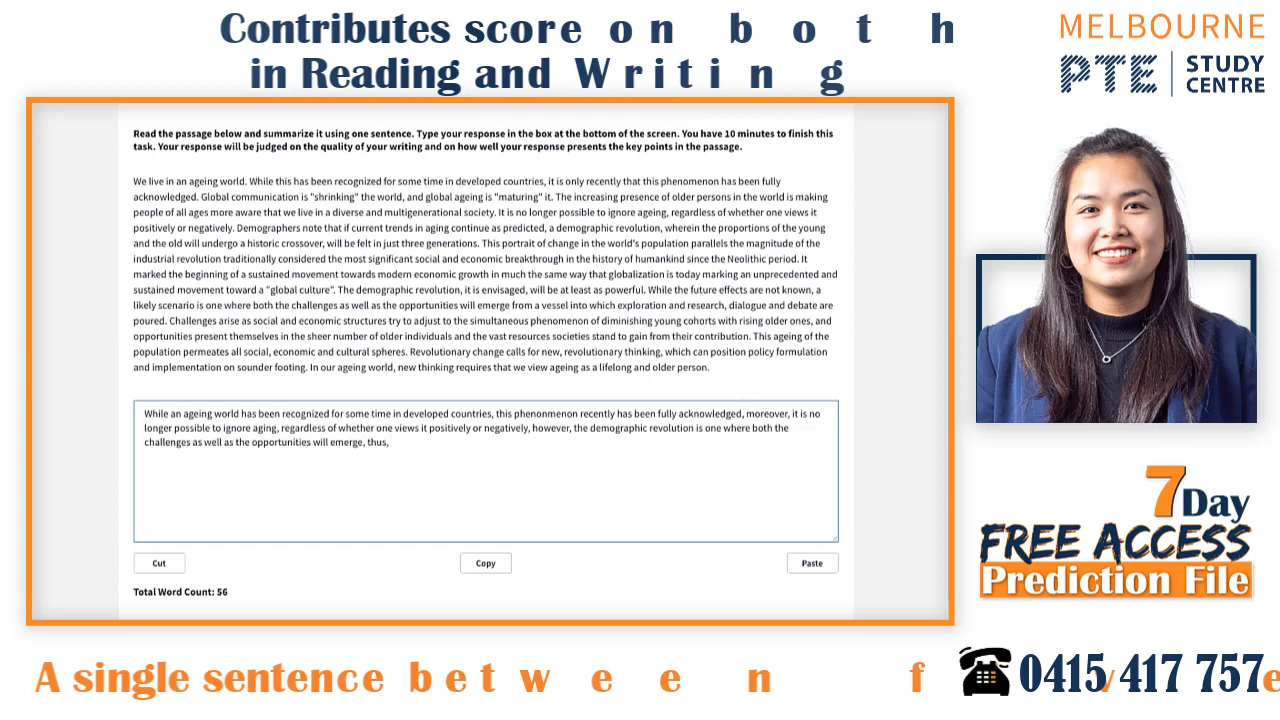 Contributes score on both
in Reading and Writing
MELBOURNE
PTE STUDY
CENTRE
Read the passage below and summarize it using one sentence. Type your response in the box at the bottom of the screen. You have 10 minutes to finish this
task. Your response will be judged on the quality of your writing and on how well your response presents the key points in the passage.
We live in an ageing world. While this has been recognized for some time in developed countries, it is only recently that this phenomenon has been fully
acknowledged. Global communication is "shrinking" the world, and global ageing is "maturing" it. The increasing presence of older persons in the world is making
people of all ages more aware that we live in a diverse and multigenerational society. It is no longer possible to ignore ageing, regardless of whether one views it
positively or negatively. Demographers note that if current trends in aging continue as predicted, a demographic revolution, wherein the proportions of the young
and the old will undergo a historic crossover, will be felt in just three generations. This portrait of change in the world's population parallels the magnitude of the
industrial revolution traditionally considered the most significant social and economic breakthrough in the history of humankind since the Neolithic period. It
marked the beginning of a sustained movement towards modern economic growth in much the same way that globalization is today marking an unprecedented and
sustained movement toward a "global culture". The demographic revolution, it is envisaged, will be at least as powerful. While the future effects are not known, a
likely scenario is one where both the challenges as well as the opportunities will emerge from a vessel into which exploration and research, dialogue and debate are
poured. Challenges arise as social and economic structures try to adjust to the simultaneous phenomenon of diminishing young cohorts with rising older ones, and
opportunities present themselves in the sheer number of older individuals and the vast resources societies stand to gain from their contribution. This ageing of the
population permeates all social, economic and cultural spheres. Revolutionary change calls for new, revolutionary thinking, which can position policy formulation
and implementation on sounder footing. In our ageing world, new thinking requires that we view ageing as a lifelong and older person.
While an ageing world has been recognized for some time in developed countries, this phenonmenon recently has been fully acknowledged, moreover, it is no
longer possible to ignore aging, regardless of whether one views it positively or negatively, however, the demographic revolution is one where both the
challenges as well as the opportunities will emerge, thus,
Cut
Copy
Paste
Total Word Count: 56
7 Day
FREE ACCESS
Prediction File
A single sentence between f
0415 417 757